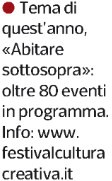 ● Tema di
quest'anno,
«Abitare
sottosopra»:
oltre 80 eventi
in programma.
Info: www.
festivalcultura
creativa.it